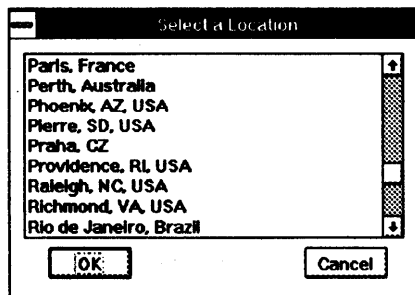 Select a Location
Paris, France
Perth, Australia
Phoenix, AZ, USA
Pierre, SD, USA
Praha, CZ
Providence, RI, USA
Raleigh, NC, USA
Richmond, VA, USA
Rio de Janeiro, Brazil
OK
Cancel